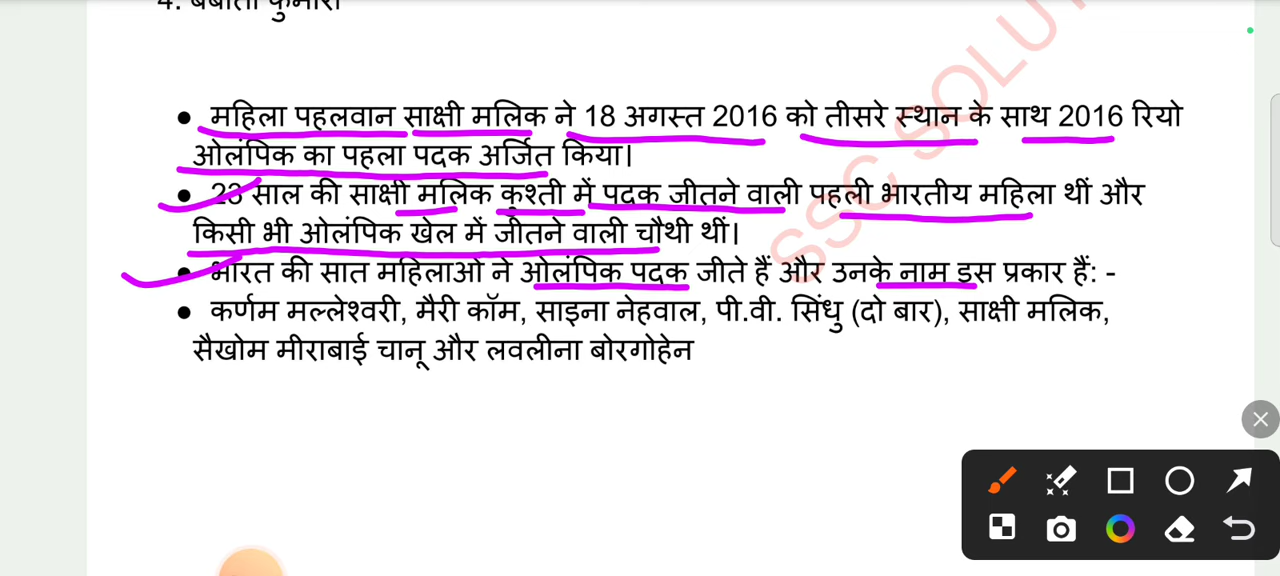 4. बबीता कुमारी
● महिला पहलवान साक्षी मलिक ने 18 अगस्त 2016 को तीसरे स्थान के साथ 2016 रियो
ओलंपिक का पहला पदक अर्जित किया।
● 23 साल की साक्षी मलिक कुश्ती में पदक जीतने वाली पहली भारतीय महिला थीं और
किसी भी ओलंपिक खेल में जीतने वाली चौथी थीं।
● भारत की सात महिलाओं ने ओलंपिक पदक जीते हैं और उनके नाम इस प्रकार हैं: -
● कर्णम मल्लेश्वरी, मैरी कॉम, साइना नेहवाल, पी.वी. सिंधु (दो बार), साक्षी मलिक,
सैखोम मीराबाई चानू और लवलीना बोरगोहेन
SSC SOLUT